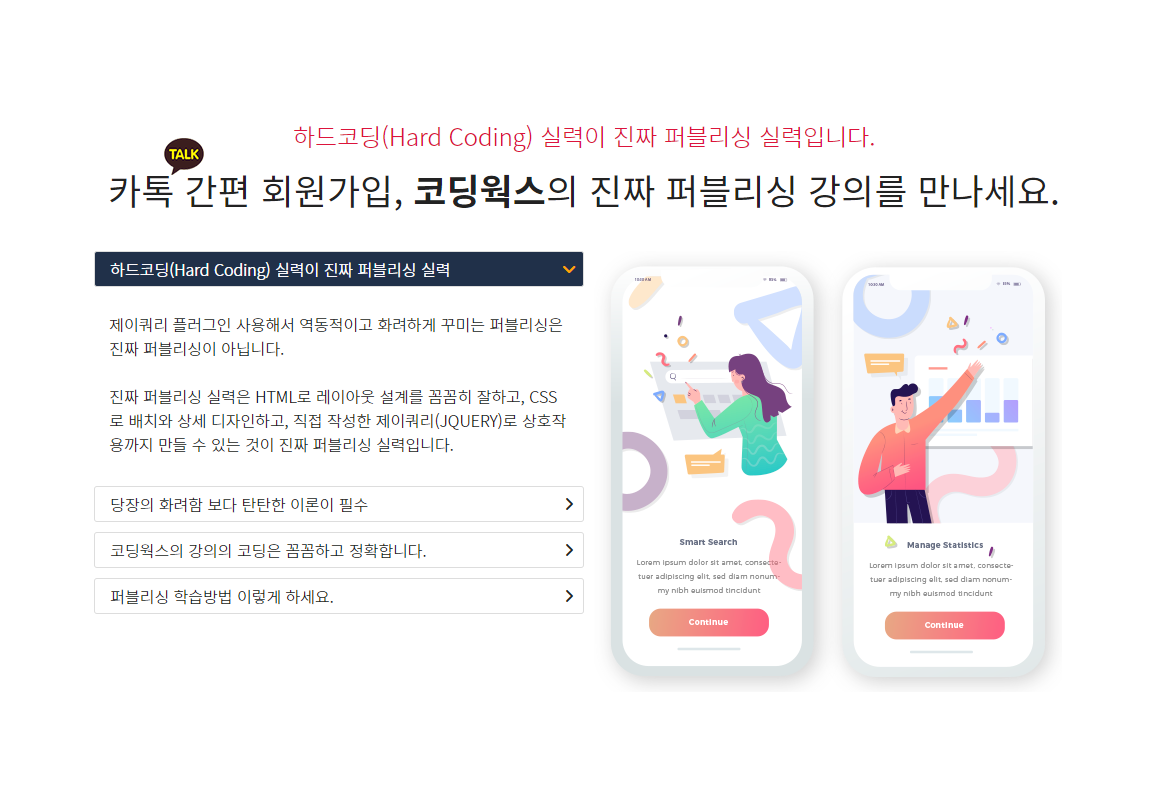 하드코딩(Hard Coding) 실력이 진짜 퍼블리싱 실력입니다.
TALK
카톡 간편 회원가입, 코딩웍스의 진짜 퍼블리싱 강의를 만나세요.
하드코딩(Hard Coding) 실력이 진짜 퍼블리싱 실력
제이쿼리 플러그인 사용해서 역동적이고 화려하게 꾸미는 퍼블리싱은
진짜 퍼블리싱이 아닙니다.
진짜 퍼블리싱 실력은 HTML로 레이아웃 설계를 꼼꼼히 잘하고, CSS
로 배치와 상세 디자인하고, 직접 작성한 제이쿼리(JQUERY)로 상호작
용까지 만들 수 있는 것이 진짜 퍼블리싱 실력입니다.
당장의 화려함 보다 탄탄한 이론이 필수
코딩웍스의 강의의 코딩은 꼼꼼하고 정확합니다.
퍼블리싱 학습방법 이렇게 하세요.
Smart Search
Lorem ipsum dolor sit amet, consecte-
tuer adipiscing elit, sed diam nonum-
my nibh euismod tincidunt
Continue
Manage Statistics
Lorem ipsum dolor sit amet, consecte-
tuer adipiscing elit, sed diam nonum-
my nibh euismod tincidunt
Continue